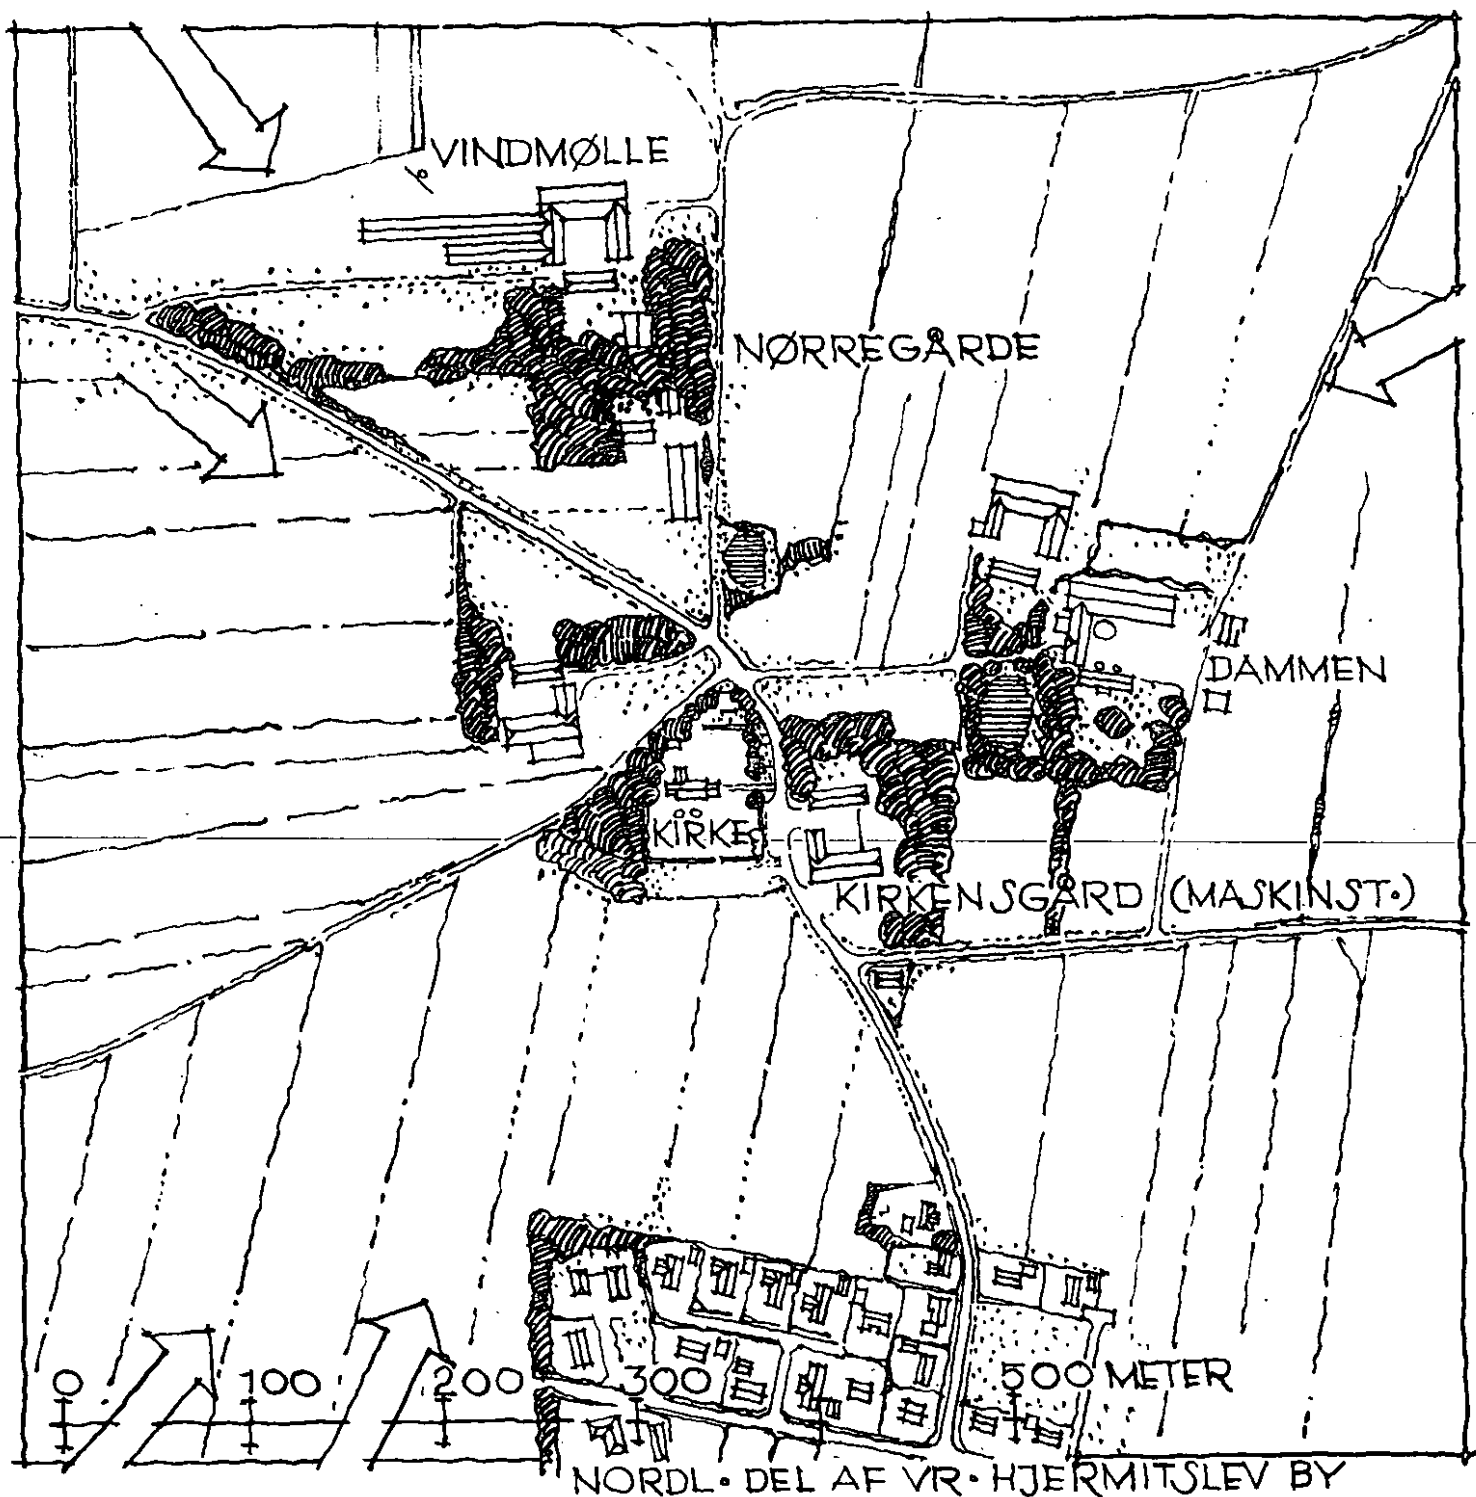 VINDMØLLE
NØRREGÅRDE
DAMMEN
KIRKE
KIRKENSGÅRD (MASKINST.)
0 100 200 300 500 METER
NORDL. DEL AF VR. HJERMITSLEV BY